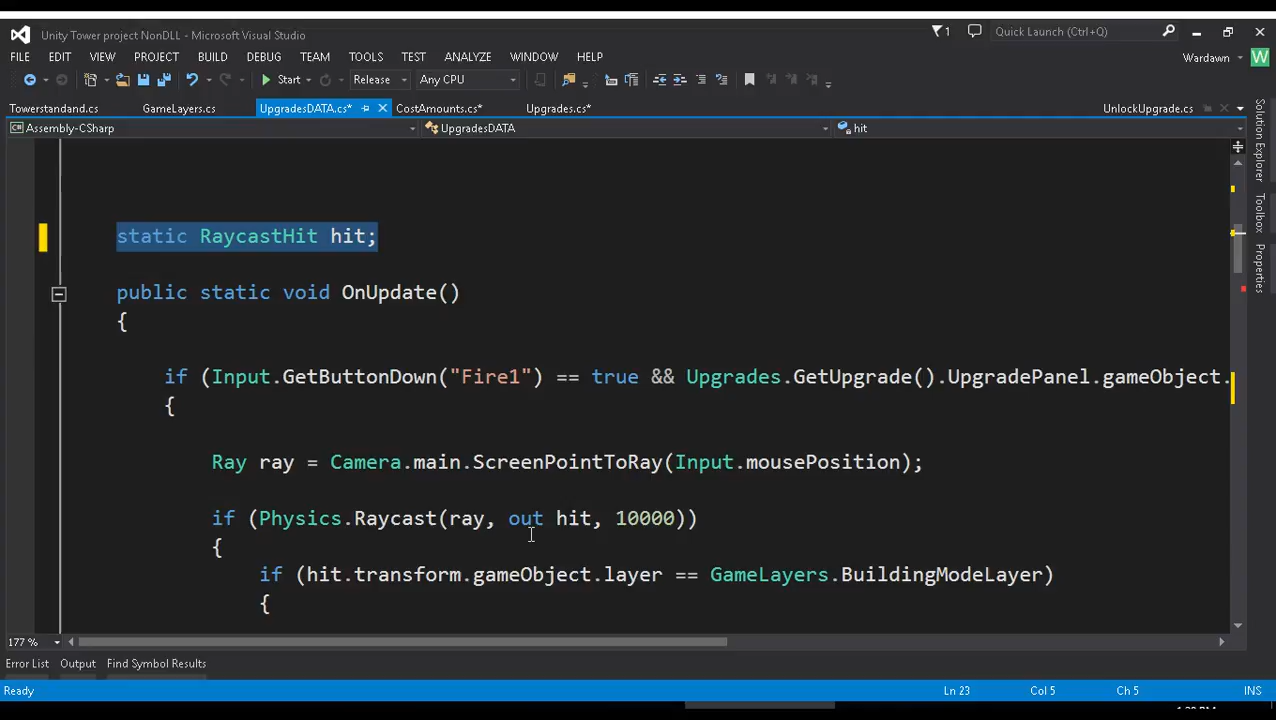 Unity Tower project NonDLL - Microsoft Visual Studio
1
Quick Launch (Ctrl+Q)
FILE EDIT VIEW PROJECT BUILD DEBUG TEAM TOOLS TEST ANALYZE WINDOW HELP
Wardawn W
Start Release Any CPU
Towerstandand.cs GameLayers.cs UpgradesDATA.cs* CostAmounts.cs* Upgrades.cs* UnlockUpgrade.cs
Assembly-CSharp UpgradesDATA hit
Solution Explorer
Toolbox
Properties
static RaycastHit hit;
public static void OnUpdate()
{
if (Input.GetButtonDown("Fire1") == true && Upgrades.GetUpgrade().UpgradePanel.gameObject.
{
Ray ray = Camera.main.ScreenPointToRay(Input.mousePosition);
if (Physics.Raycast(ray, out hit, 10000))
{
if (hit.transform.gameObject.layer == GameLayers.BuildingModeLayer)
{
177 %
Error List Output Find Symbol Results
Ready Ln 23 Col 5 Ch 5 INS